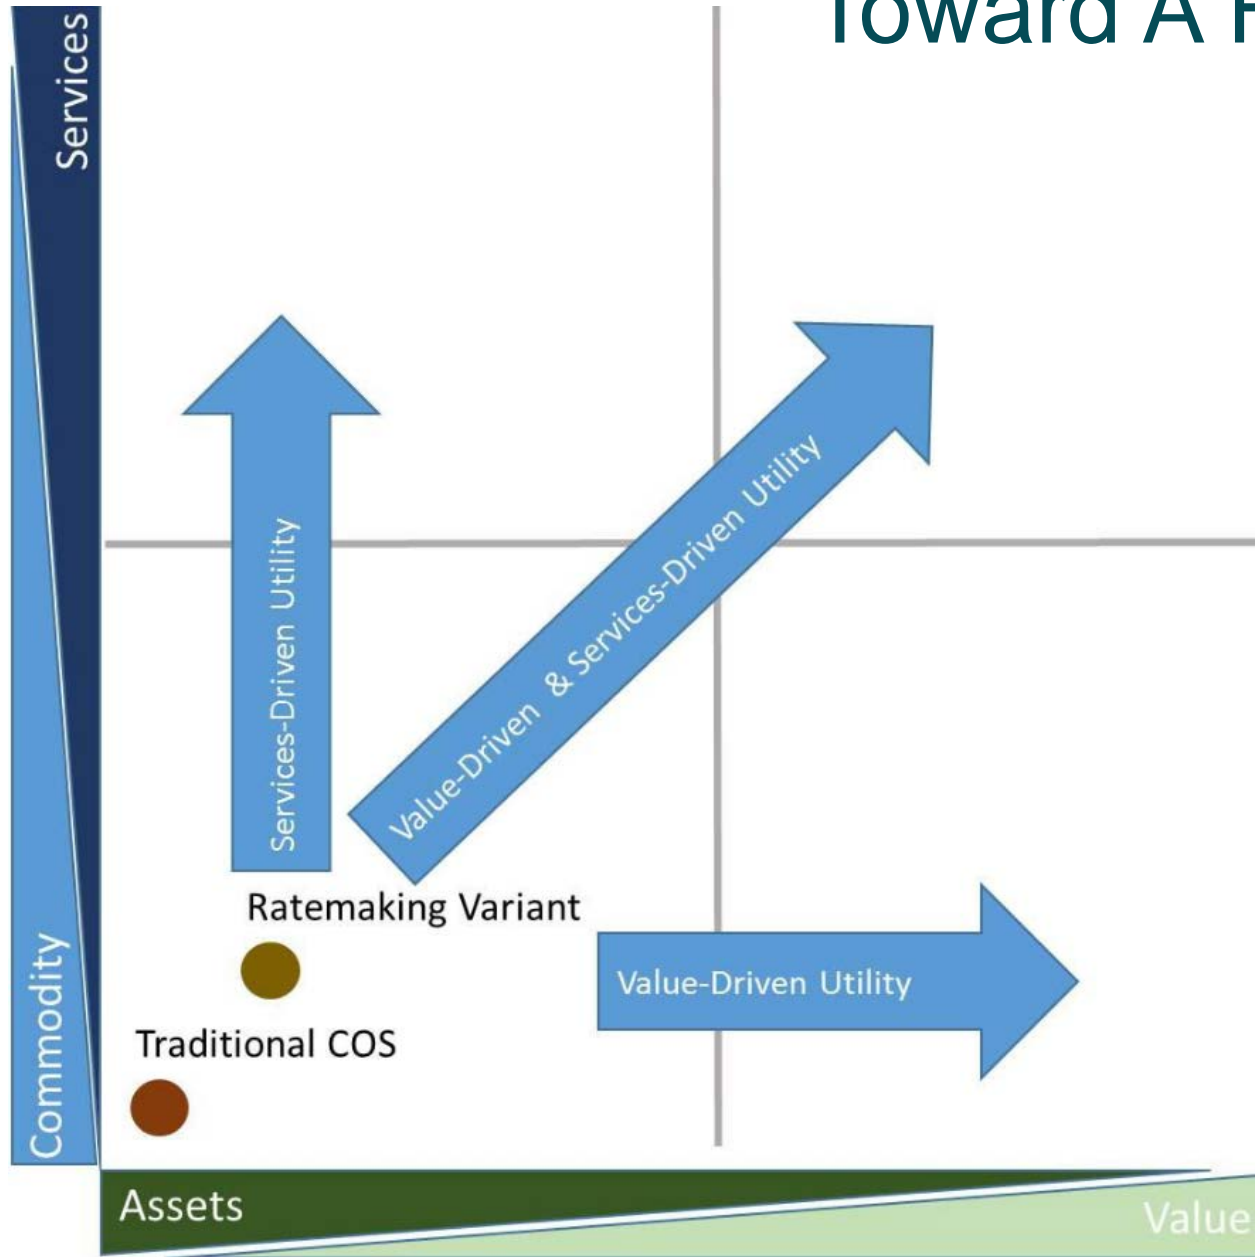 Toward A
Services
Services-Driven Utility
Value-Driven & Services-Driven Utility
Ratemaking Variant
Value-Driven Utility
Traditional COS
Commodity
Assets
Value